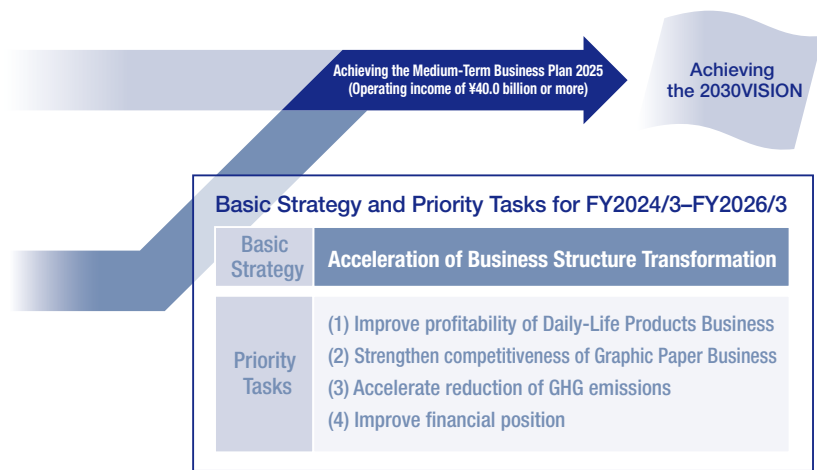 Achieving the Medium-Term Business Plan 2025
(Operating income of ¥40.0 billion or more)
Achieving
the 2030VISION
Basic Strategy and Priority Tasks for FY2024/3–FY2026/3
Basic
Strategy
Acceleration of Business Structure Transformation
Priority
Tasks
(1) Improve profitability of Daily-Life Products Business
(2) Strengthen competitiveness of Graphic Paper Business
(3) Accelerate reduction of GHG emissions
(4) Improve financial position